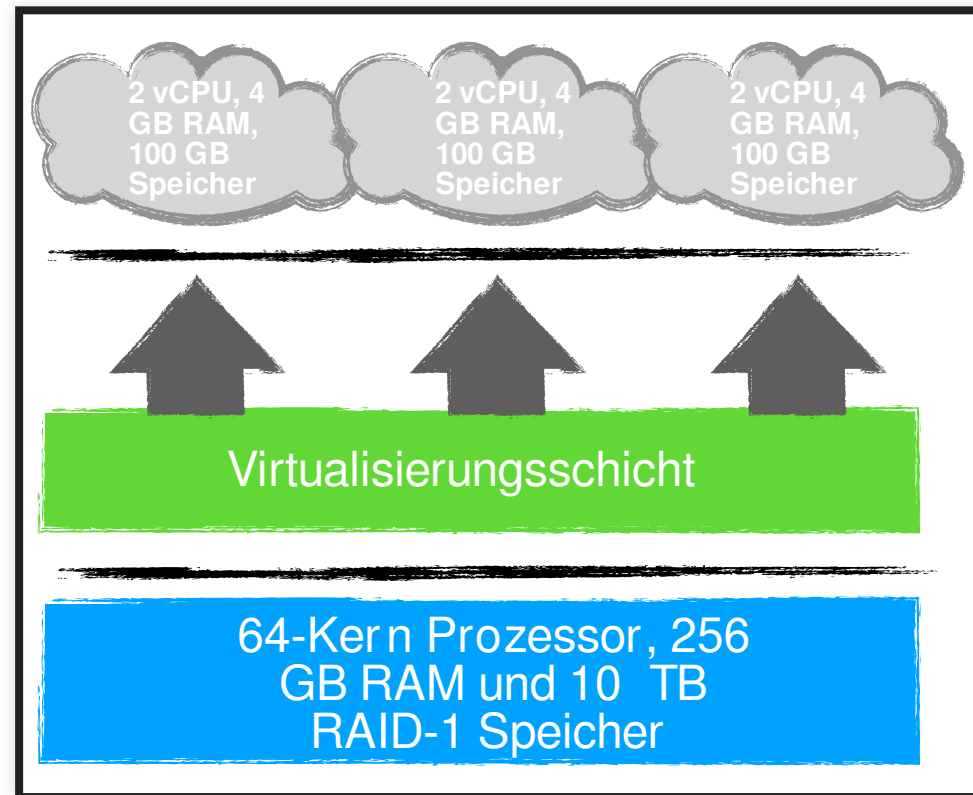 2 vCPU, 4
GB RAM,
100 GB
Speicher
2 vCPU, 4
GB RAM,
100 GB
Speicher
2 vCPU, 4
GB RAM,
100 GB
Speicher
Virtualisierungsschicht
64-Kern Prozessor, 256
GB RAM und 10 TB
RAID-1 Speicher